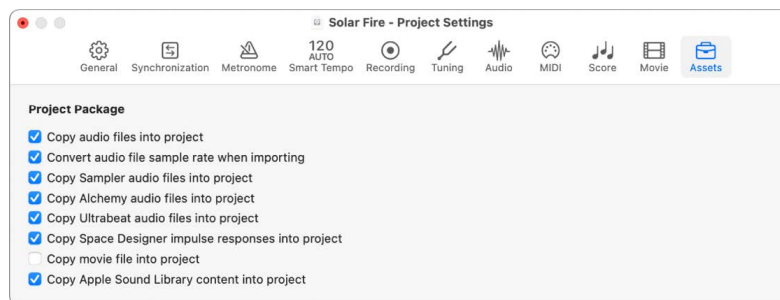 Solar Fire - Project Settings
120
AUTO
General Synchronization Metronome Smart Tempo Recording Tuning Audio MIDI Score Movie Assets
Project Package
Copy audio files into project
Convert audio file sample rate when importing
Copy Sampler audio files into project
Copy Alchemy audio files into project
Copy Ultrabeat audio files into project
Copy Space Designer impulse responses into project
Copy movie file into project
Copy Apple Sound Library content into project